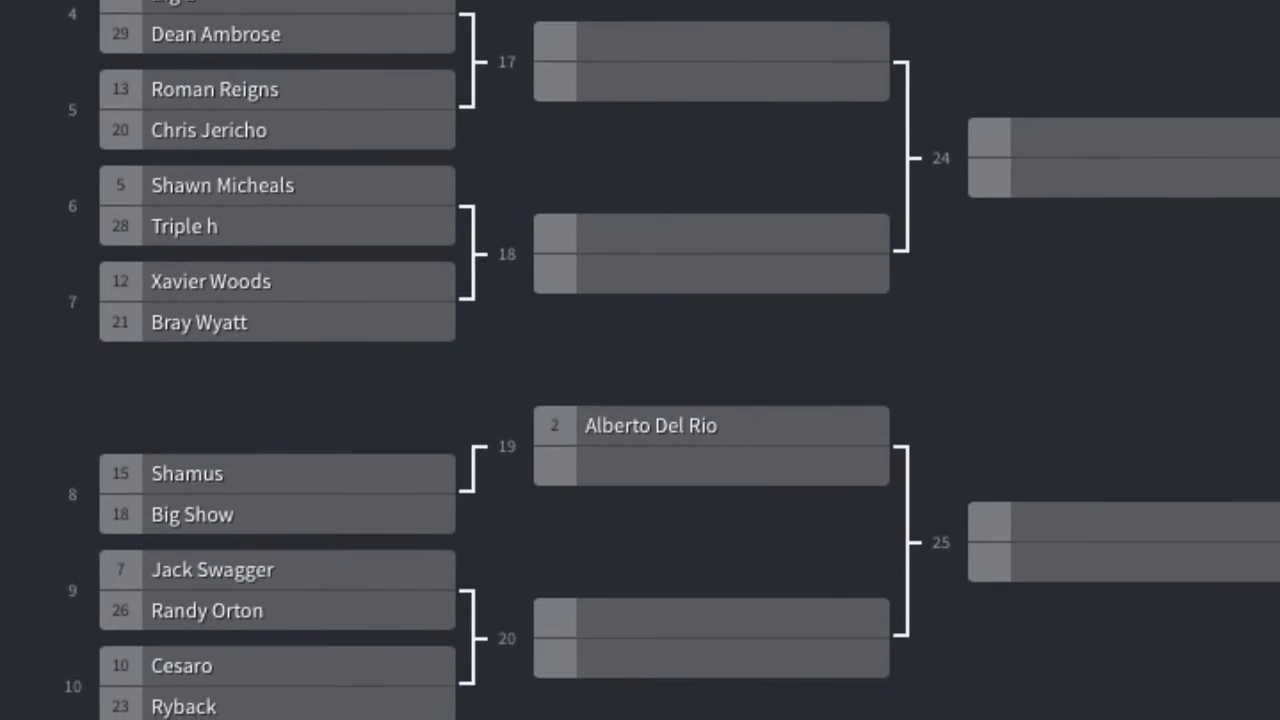 4
29 Dean Ambrose
17
13 Roman Reigns
5
20 Chris Jericho
24
5 Shawn Micheals
6
28 Triple h
18
12 Xavier Woods
7
21 Bray Wyatt
2 Alberto Del Rio
19
15 Shamus
8
18 Big Show
25
7 Jack Swagger
9
26 Randy Orton
20
10 Cesaro
10
23 Ryback